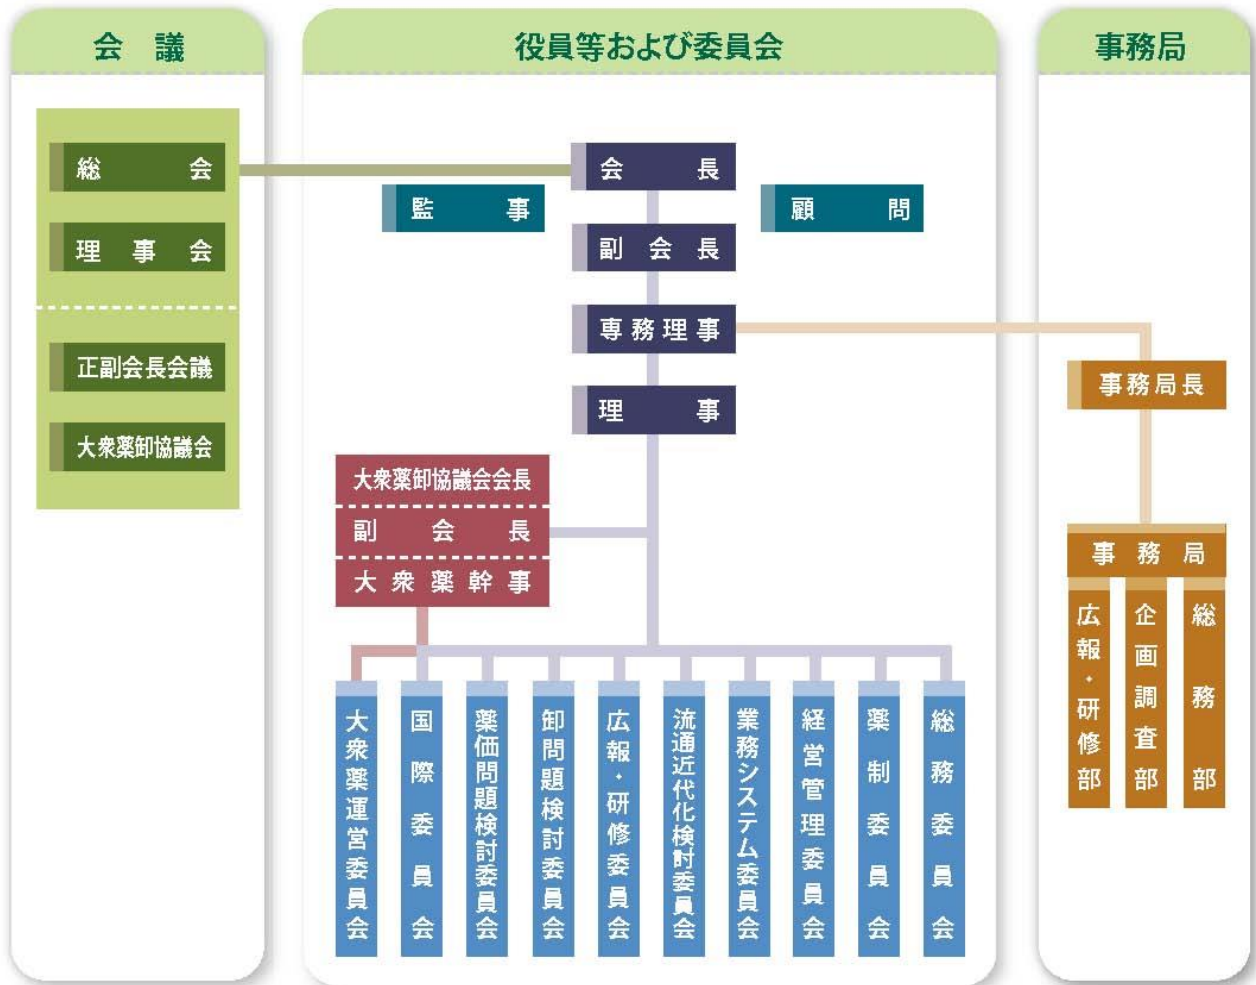 会議
総会
理事会
正副会長会議
大衆薬卸協議会
役員等および委員会
会長
監事
顧問
副会長
専務理事
理事
大衆薬卸協議会会長
副会長
大衆薬幹事
大衆薬運営委員会
国際委員会
薬価問題検討委員会
卸問題検討委員会
広報・研修委員会
流通近代化検討委員会
業務システム委員会
経営管理委員会
薬制委員会
総務委員会
事務局
事務局長
事務局
広報・研修部
企画調査部
総務部